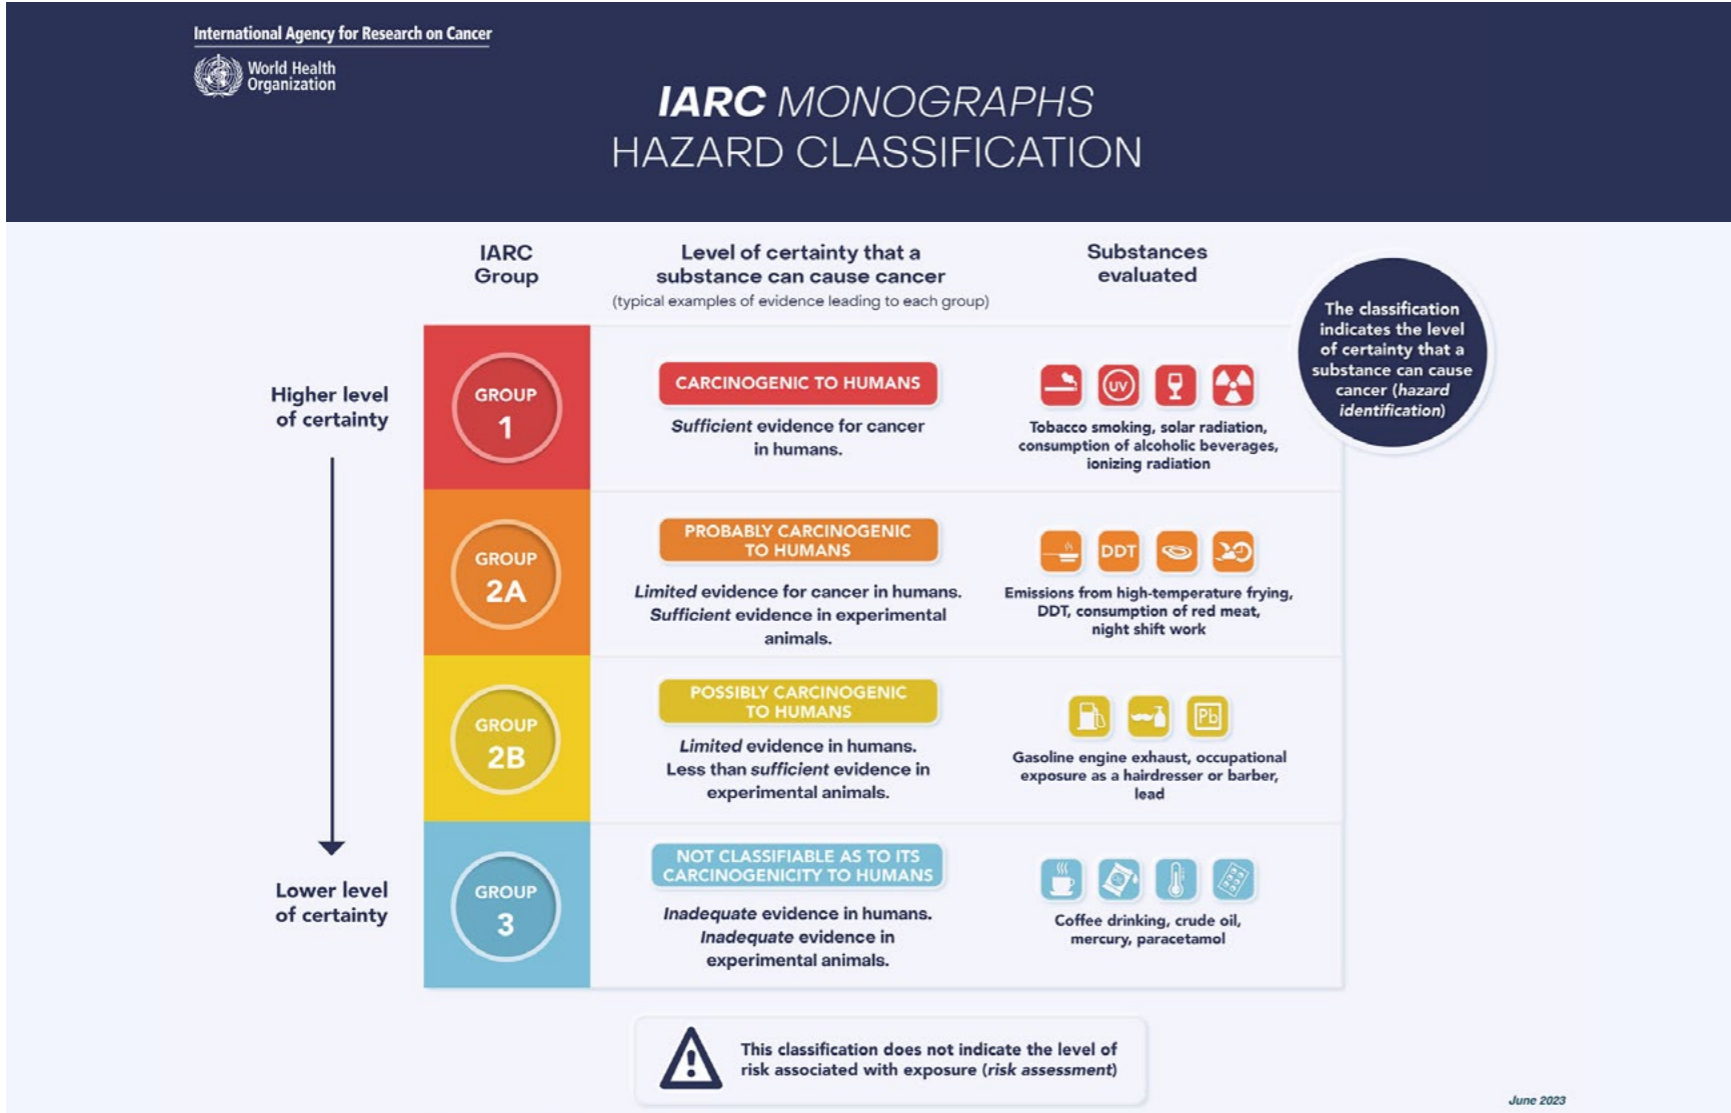 International Agency for Research on Cancer
World Health
Organization
IARC MONOGRAPHS
HAZARD CLASSIFICATION
IARC
Group
Level of certainty that a
substance can cause cancer
(typical examples of evidence leading to each group)
Substances
evaluated
The classification
indicates the level
of certainty that a
substance can cause
cancer (hazard
identification)
Higher level
of certainty
GROUP
1
CARCINOGENIC TO HUMANS
Sufficient evidence for cancer
in humans.
UV
Tobacco smoking, solar radiation,
consumption of alcoholic beverages,
ionizing radiation
GROUP
2A
PROBABLY CARCINOGENIC
TO HUMANS
Limited evidence for cancer in humans.
Sufficient evidence in experimental
animals.
DDT
Emissions from high-temperature frying,
DDT, consumption of red meat,
night shift work
GROUP
2B
POSSIBLY CARCINOGENIC
TO HUMANS
Limited evidence in humans.
Less than sufficient evidence in
experimental animals.
Pb
Gasoline engine exhaust, occupational
exposure as a hairdresser or barber,
lead
Lower level
of certainty
GROUP
3
NOT CLASSIFIABLE AS TO ITS
CARCINOGENICITY TO HUMANS
Inadequate evidence in humans.
Inadequate evidence in
experimental animals.
Coffee drinking, crude oil,
mercury, paracetamol
This classification does not indicate the level of
risk associated with exposure (risk assessment)
June 2023